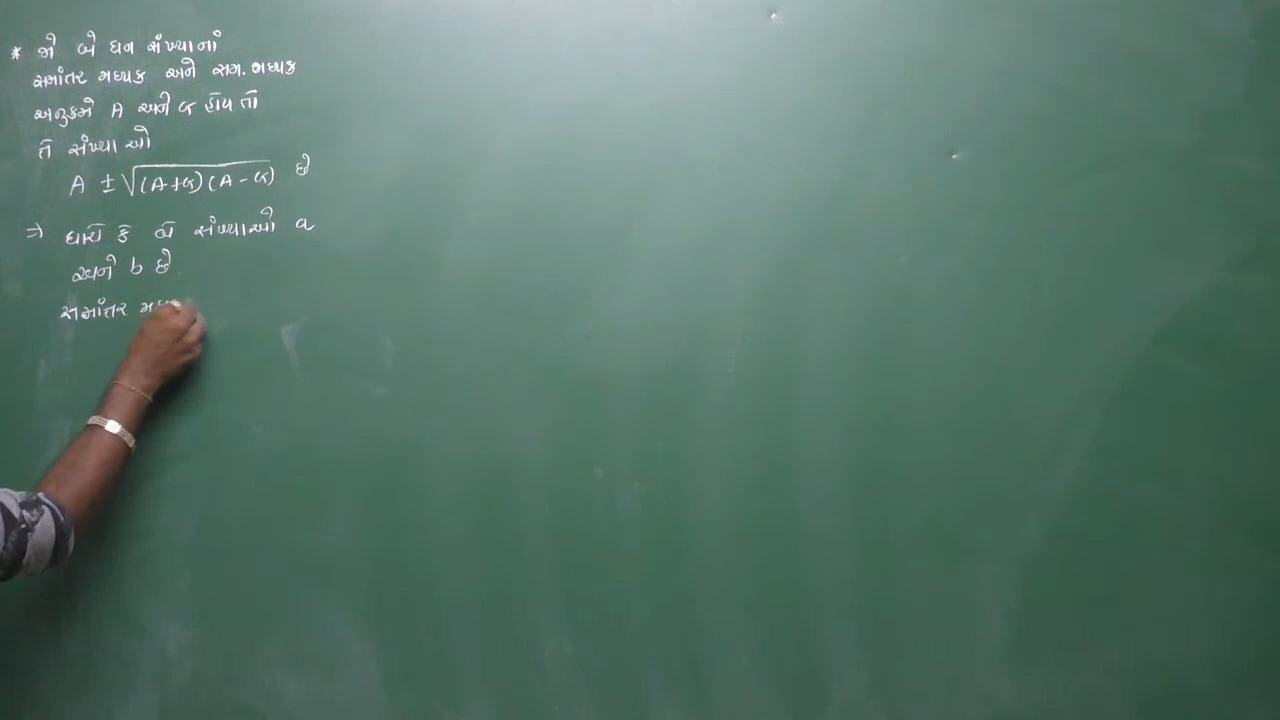 * જો બે ધન સંખ્યાનાં
સમાંતર મધ્યક અને સમ. મધ્યક
અનુક્રમે A અને G હોય તો
તે સંખ્યાઓ
A ± √(A+G)(A-G) છે
⇒ ધારો કે બે સંખ્યાઓ a
અને b છે
સમાંતર